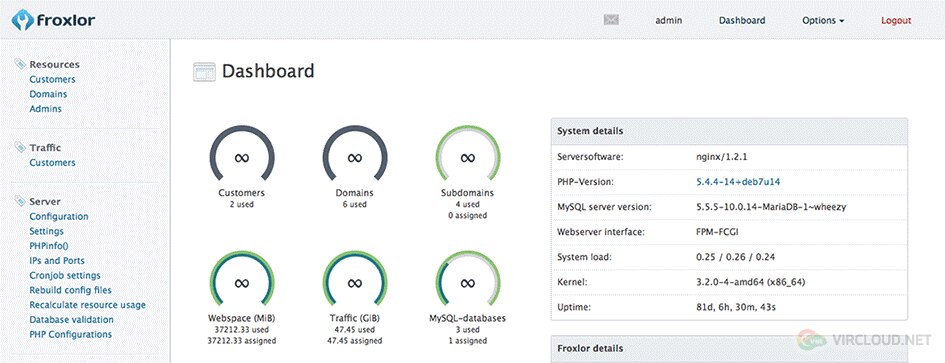 froxlor
admin
Dashboard
Options
Logout
Resources
Customers
Domains
Admins
Traffic
Customers
Server
Configuration
Settings
PHPinfo()
IPs and Ports
Cronjob settings
Rebuild config files
Recalculate resource usage
Database validation
PHP Configurations
Dashboard
∞
Customers
2 used
∞
Domains
6 used
∞
Subdomains
4 used
0 assigned
∞
Webspace (MiB)
37212.33 used
37212.33 assigned
∞
Traffic (GiB)
47.45 used
47.45 assigned
∞
MySQL-databases
3 used
1 assigned
System details
Serversoftware: nginx/1.2.1
PHP-Version: 5.4.4-14+deb7u14
MySQL server version: 5.5.5-10.0.14-MariaDB-1~wheezy
Webserver interface: FPM-FCGI
System load: 0.25 / 0.26 / 0.24
Kernel: 3.2.0-4-amd64 (x86_64)
Uptime: 81d, 6h, 30m, 43s
Froxlor details
VIRCLOUD.NET